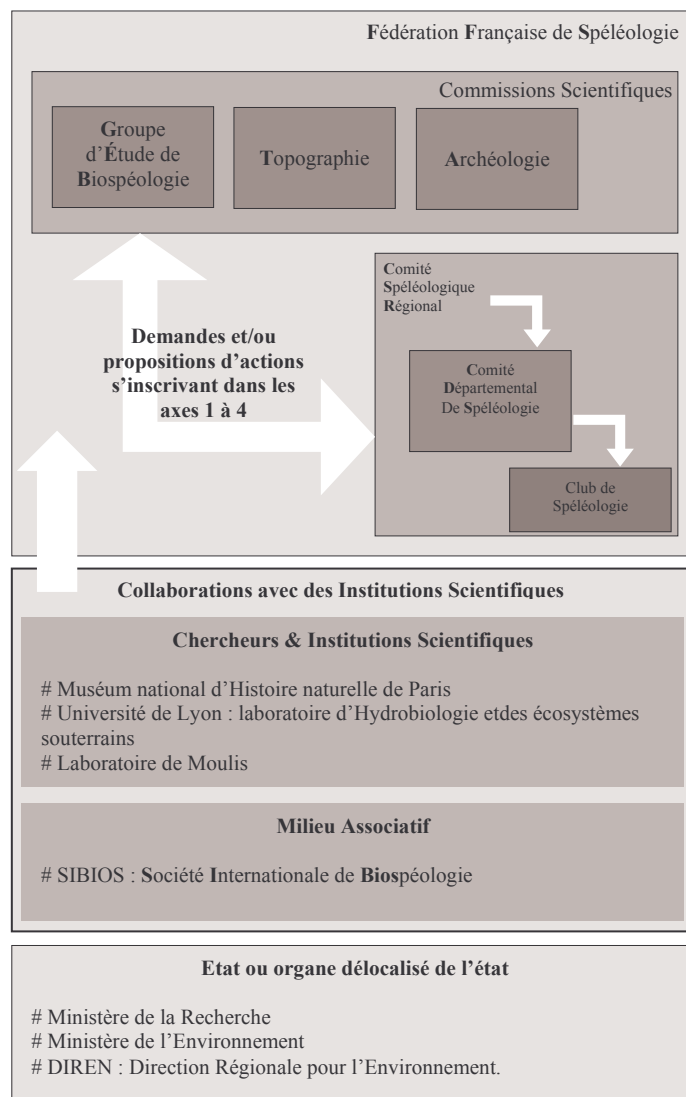 Fédération Française de Spéléologie
Commissions Scientifiques
Groupe
d’Étude de
Biospéologie
Topographie
Archéologie
Comité
Spéléologique
Régional
Demandes et/ou
propositions d’actions
s’inscrivant dans les
axes 1 à 4
Comité
Départemental
De Spéléologie
Club de
Spéléologie
Collaborations avec des Institutions Scientifiques
Chercheurs & Institutions Scientifiques
# Muséum national d’Histoire naturelle de Paris
# Université de Lyon : laboratoire d’Hydrobiologie etdes écosystèmes
souterrains
# Laboratoire de Moulis
Milieu Associatif
# SIBIOS : Société Internationale de Biospéologie
Etat ou organe délocalisé de l’état
# Ministère de la Recherche
# Ministère de l’Environnement
# DIREN : Direction Régionale pour l’Environnement.